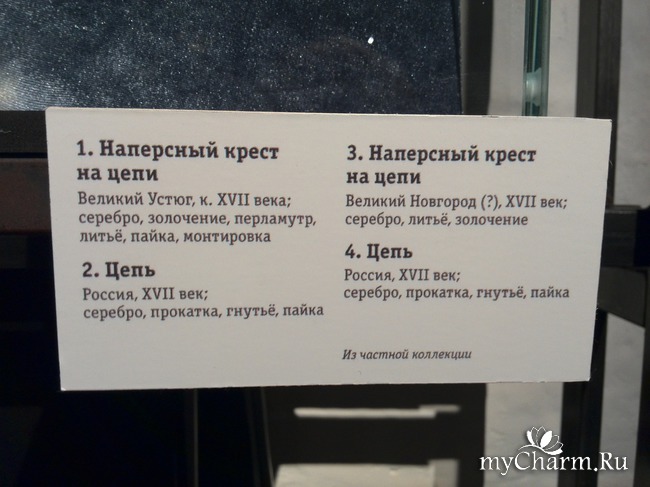 1. Наперсный крест
на цепи
Великий Устюг, к. XVII века;
серебро, золочение, перламутр,
литьё, пайка, монтировка
2. Цепь
Россия, XVII век;
серебро, прокатка, гнутьё, пайка
3. Наперсный крест
на цепи
Великий Новгород (?), XVII век;
серебро, литьё, золочение
4. Цепь
Россия, XVII век;
серебро, прокатка, гнутьё, пайка
Из частной коллекции
myCharm.Ru